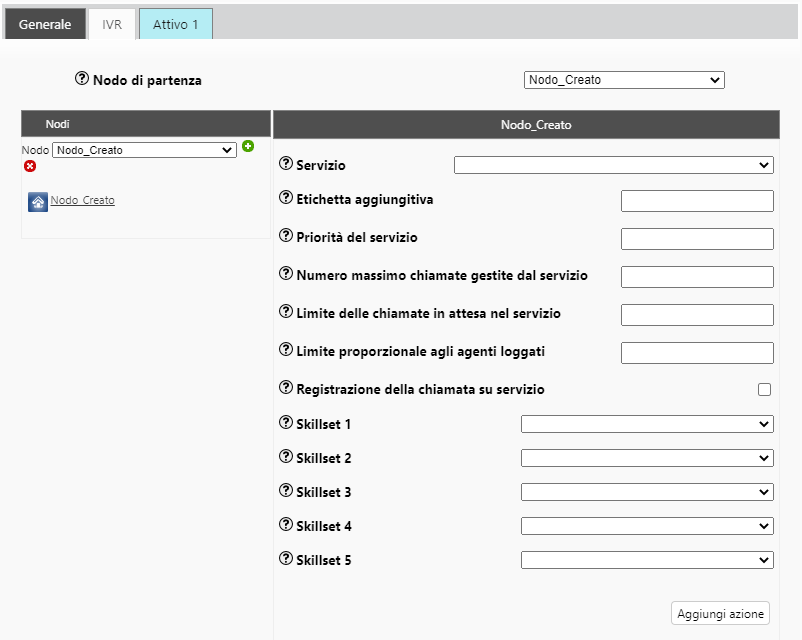 Generale IVR Attivo 1
Nodo di partenza Nodo_Creato
Nodi
Nodo Nodo_Creato
Nodo_Creato
Nodo_Creato
Servizio
Etichetta aggiungitiva
Priorità del servizio
Numero massimo chiamate gestite dal servizio
Limite delle chiamate in attesa nel servizio
Limite proporzionale agli agenti loggati
Registrazione della chiamata su servizio
Skillset 1
Skillset 2
Skillset 3
Skillset 4
Skillset 5
Aggiungi azione